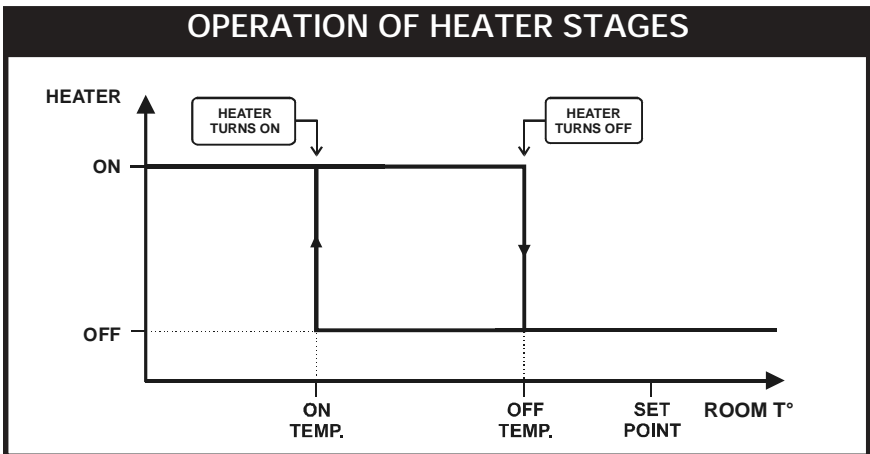 OPERATION OF HEATER STAGES
HEATER
HEATER
TURNS ON
HEATER
TURNS OFF
ON
OFF
ON
TEMP.
OFF
TEMP.
SET
POINT
ROOM T°